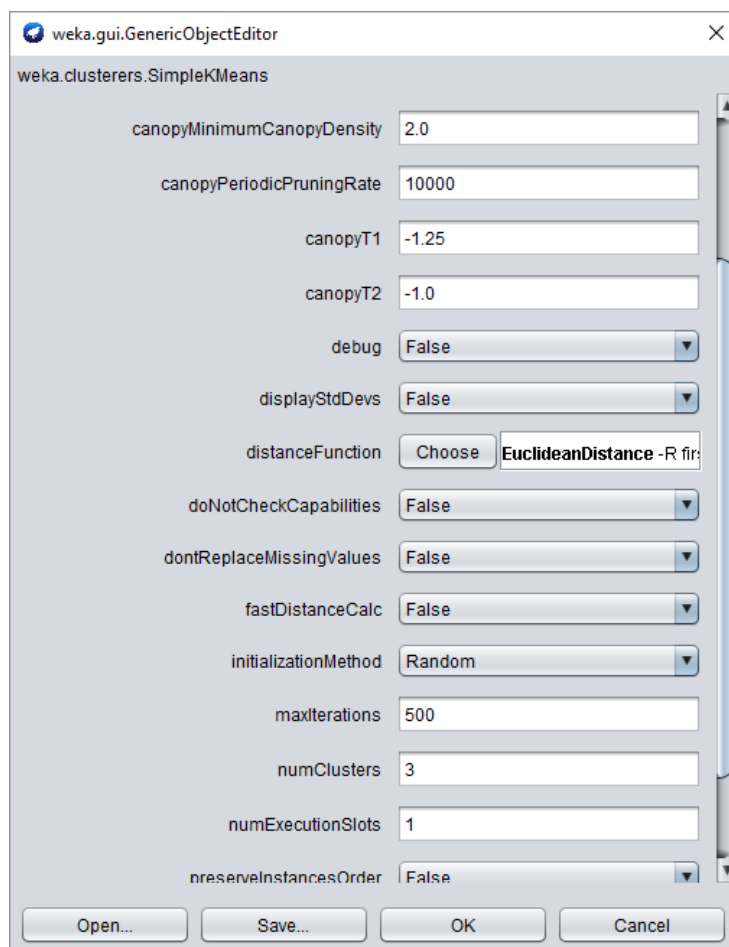 weka.gui.GenericObjectEditor
weka.clusterers.SimpleKMeans
canopyMinimumCanopyDensity 2.0
canopyPeriodicPruningRate 10000
canopyT1 -1.25
canopyT2 -1.0
debug False
displayStdDevs False
distanceFunction Choose EuclideanDistance -R firs
doNotCheckCapabilities False
dontReplaceMissingValues False
fastDistanceCalc False
initializationMethod Random
maxIterations 500
numClusters 3
numExecutionSlots 1
preserveInstancesOrder False
Open... Save... OK Cancel